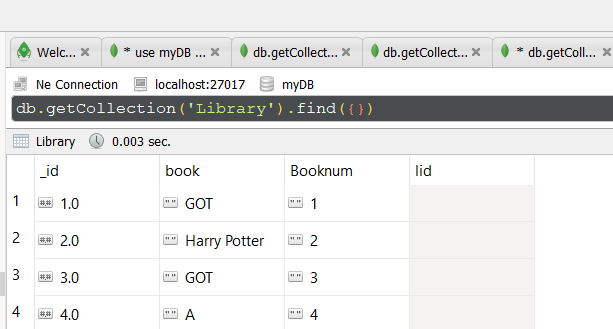 Welc... * use myDB ... db.getCollect... db.getCollect... * db.getColl...
Ne Connection localhost:27017 myDB
db.getCollection('Library').find({})
Library 0.003 sec.
_id book Booknum lid
1 ## 1.0 "" GOT "" 1
2 ## 2.0 "" Harry Potter "" 2
3 ## 3.0 "" GOT "" 3
4 ## 4.0 "" A "" 4